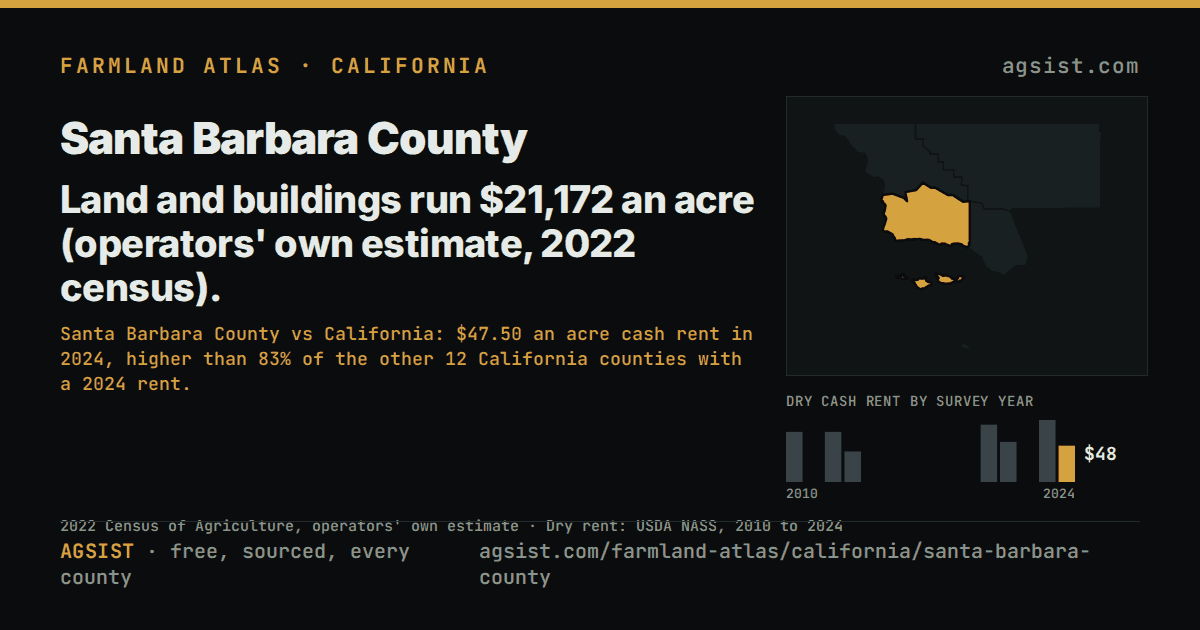 FARMLAND ATLAS · CALIFORNIA
agsist.com
Santa Barbara County
Land and buildings run $21,172 an acre
(operators' own estimate, 2022
census).
Santa Barbara County vs California: $47.50 an acre cash rent in
2024, higher than 83% of the other 12 California counties with
a 2024 rent.
DRY CASH RENT BY SURVEY YEAR
$48
2010
2024
2022 Census of Agriculture, operators' own estimate · Dry rent: USDA NASS, 2010 to 2024
AGSIST · free, sourced, every
county
agsist.com/farmland-atlas/california/santa-barbara-
county